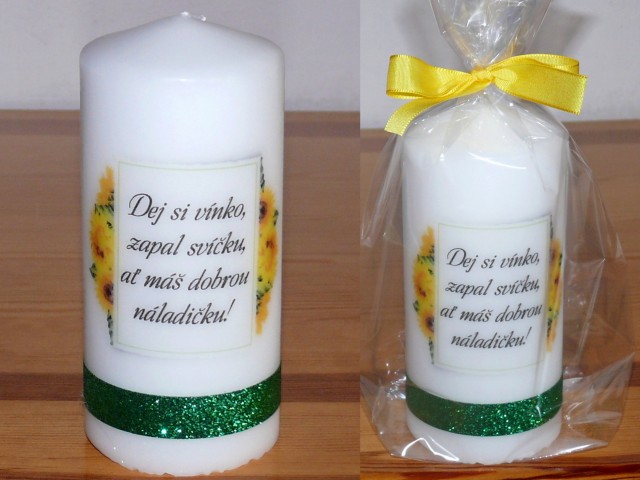 Dej si vínko,
zapal svíčku,
ať máš dobrou
náladičku!
Dej si vínko,
zapal svíčku,
ať máš dobrou
náladičku!